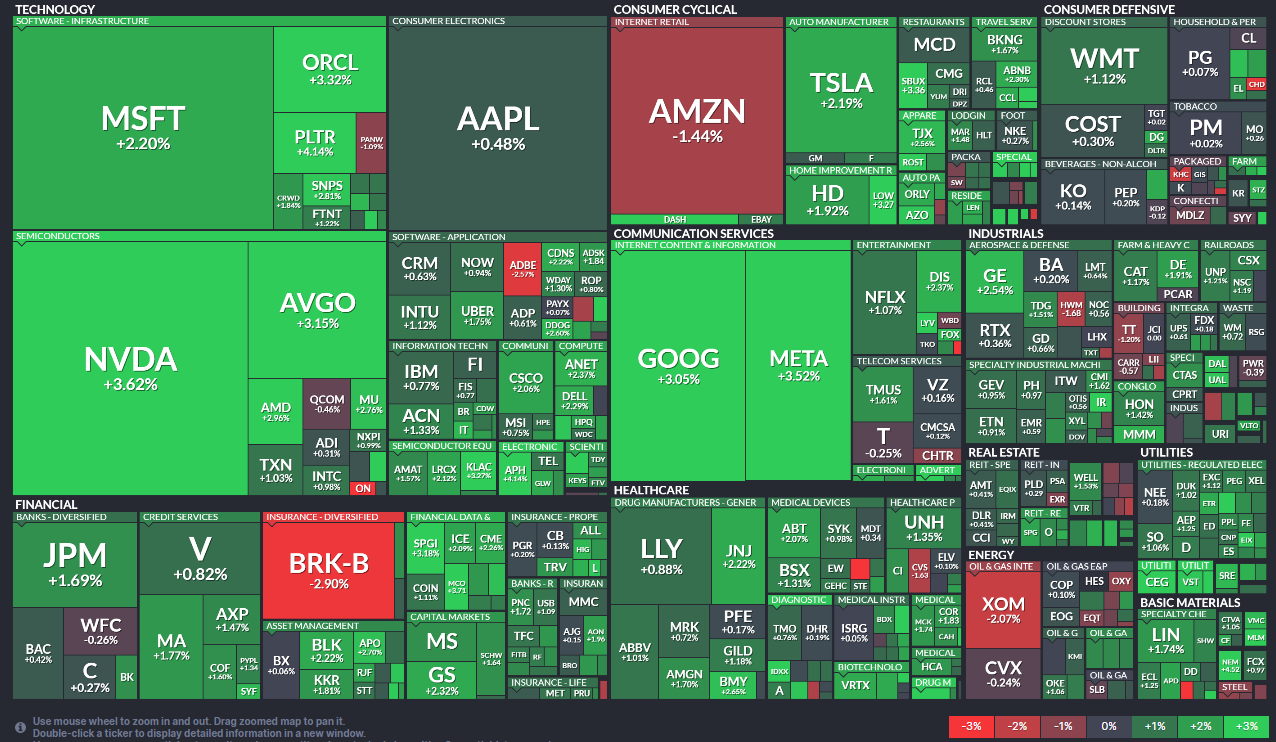 TECHNOLOGY
SOFTWARE - INFRASTRUCTURE
MSFT
+2.20%
ORCL
+3.32%
PLTR
+4.14%
PANW
-1.09%
CRWD
+1.84%
SNPS
+2.81%
FTNT
+1.22%
CONSUMER ELECTRONICS
AAPL
+0.48%
SEMICONDUCTORS
NVDA
+3.62%
AVGO
+3.15%
AMD
+2.96%
QCOM
-0.46%
MU
+2.76%
TXN
+1.03%
ADI
+0.31%
NXPI
+0.99%
INTC
+0.98%
ON
SOFTWARE - APPLICATION
CRM
+0.63%
NOW
+0.94%
ADBE
-2.57%
CDNS
+2.22%
ADSK
+1.84
WDAY
+1.30%
ROP
+0.80%
INTU
+1.12%
UBER
+1.75%
ADP
+0.61%
PAYX
+0.07%
DDOG
+2.60%
INFORMATION TECHN
IBM
+0.77%
FI
ACN
+1.33%
FIS
+0.77
BR
CDW
IT
COMMUNI
CSCO
+2.06%
MSI
+0.75%
HPE
COMPUTE
ANET
+2.37%
DELL
+2.29%
HPQ
WDC
SEMICONDUCTOR EQU
AMAT
+1.57%
LRCX
+2.12%
KLAC
+3.27%
ELECTRONIC
APH
+4.14%
TEL
GLW
SCIENTI
TDY
KEYS
FTV
CONSUMER CYCLICAL
INTERNET RETAIL
AMZN
-1.44%
DASH
EBAY
AUTO MANUFACTURER
TSLA
+2.19%
GM
F
HOME IMPROVEMENT R
HD
+1.92%
LOW
+3.27
RESTAURANTS
MCD
SBUX
+3.36
CMG
YUM
DRI
DPZ
TRAVEL SERV
BKNG
+1.67%
RCL
+0.46
ABNB
+2.30%
CCL
APPARE
TJX
+2.56%
ROST
LODGIN
MAR
+1.48
HLT
FOOT
NKE
+0.27%
PACKA
SW
SPECIAL
AUTO PA
ORLY
AZO
RESIDE
LEN
CONSUMER DEFENSIVE
DISCOUNT STORES
WMT
+1.12%
COST
+0.30%
TGT
+0.02
DG
DLTR
HOUSEHOLD & PER
PG
+0.07%
CL
EL
CHD
TOBACCO
PM
+0.02%
MO
+0.26
BEVERAGES - NON-ALCOH
KO
+0.14%
PEP
+0.20%
KDP
-0.12
PACKAGED
KHC
GIS
K
FARM
KR
STZ
CONFECTI
MDLZ
SYY
COMMUNICATION SERVICES
INTERNET CONTENT & INFORMATION
GOOG
+3.05%
META
+3.52%
ENTERTAINMENT
NFLX
+1.07%
DIS
+2.37%
LYV
WBD
TKO
FOX
TELECOM SERVICES
TMUS
+1.61%
VZ
+0.16%
T
-0.25%
CMCSA
+0.12%
CHTR
ELECTRONI
ADVERT
INDUSTRIALS
AEROSPACE & DEFENSE
GE
+2.54%
BA
+0.20%
LMT
+0.64%
RTX
+0.36%
TDG
+1.51%
HWM
-1.68
NOC
+0.56
GD
+0.66%
LHX
TXT
FARM & HEAVY C
CAT
+1.17%
DE
+1.91%
PCAR
RAILROADS
UNP
+1.21%
CSX
NSC
+1.19
BUILDING
TT
-1.20%
JCI
0.00
CARR
-0.57
LII
INTEGRA
UPS
+0.61
FDX
+0.18
WASTE
WM
+0.72
RSG
SPECIALTY INDUSTRIAL MACHI
GEV
+0.95%
PH
+0.97%
ITW
CMI
+1.62
ETN
+0.91%
EMR
+0.59
OTIS
+0.56
IR
XYL
DOV
SPECI
CTAS
DAL
UAL
PWR
-0.39
CONGLO
HON
+1.42%
MMM
CPRT
INDUS
URI
VLTO
FINANCIAL
BANKS - DIVERSIFIED
JPM
+1.69%
BAC
+0.42%
WFC
-0.26%
C
+0.27%
BK
CREDIT SERVICES
V
+0.82%
MA
+1.77%
AXP
+1.47%
COF
+1.60%
PYPL
+1.34
SYF
INSURANCE - DIVERSIFIED
BRK-B
-2.90%
ASSET MANAGEMENT
BX
+0.06%
BLK
+2.22%
APO
+2.70%
KKR
+1.81%
RJF
STT
FINANCIAL DATA &
SPGI
+3.18%
ICE
+2.09%
CME
+2.26%
COIN
+1.11%
MCO
+3.71
CAPITAL MARKETS
MS
GS
+2.32%
SCHW
+1.64
INSURANCE - PROPE
PGR
+0.20%
CB
+0.13%
ALL
HIG
TRV
L
BANKS - R
PNC
+1.72
USB
+1.09
TFC
FITB
RF
INSURAN
MMC
AJG
+0.15
AON
+1.95
BRO
INSURANCE - LIFE
MET
PRU
HEALTHCARE
DRUG MANUFACTURERS - GENER
LLY
+0.88%
JNJ
+2.22%
ABBV
+1.01%
MRK
+0.72%
PFE
+0.17%
AMGN
+1.70%
GILD
+1.18%
BMY
+2.65%
MEDICAL DEVICES
ABT
+2.07%
SYK
+0.98%
MDT
+0.34
BSX
+1.31%
EW
GEHC
STE
HEALTHCARE P
UNH
+1.35%
CI
CVS
-1.63
ELV
+0.10%
DIAGNOSTIC
TMO
+0.76%
DHR
+0.19%
IDXX
A
MEDICAL INSTR
ISRG
+0.05%
BDX
MEDICAL
MCK
+1.74
COR
+1.83
CAH
BIOTECHNOLO
VRTX
MEDICAL
HCA
DRUG M
REAL ESTATE
REIT - SPE
AMT
+0.41%
EQIX
DLR
+0.41%
IRM
CCI
WY
REIT - IN
PLD
+0.29
PSA
EXR
REIT - RE
SPG
O
WELL
+1.53%
VTR
UTILITIES
UTILITIES - REGULATED ELEC
NEE
+0.18%
DUK
+1.02
EXC
+1.12
PEG
XEL
ETR
SO
+1.06%
AEP
+1.25
ED
PPL
FE
D
CNP
EIX
ES
UTILITI
CEG
UTILIT
VST
SRE
ENERGY
OIL & GAS INTE
XOM
-2.07%
CVX
-0.24%
OIL & GAS E&P
COP
+0.10%
HES
OXY
EOG
EQT
OIL & G
KMI
OKE
+1.06
OIL & GA
OIL & GA
SLB
BASIC MATERIALS
SPECIALTY CHE
LIN
+1.74%
SHW
ECL
+1.25
APD
DD
CTVA
+1.05
VMC
CF
MLM
NEM
+4.52
FCX
+0.97
STEEL
Use mouse wheel to zoom in and out. Drag zoomed map to pan it.
Double-click a ticker to display detailed information in a new window.
-3%
-2%
-1%
0%
+1%
+2%
+3%